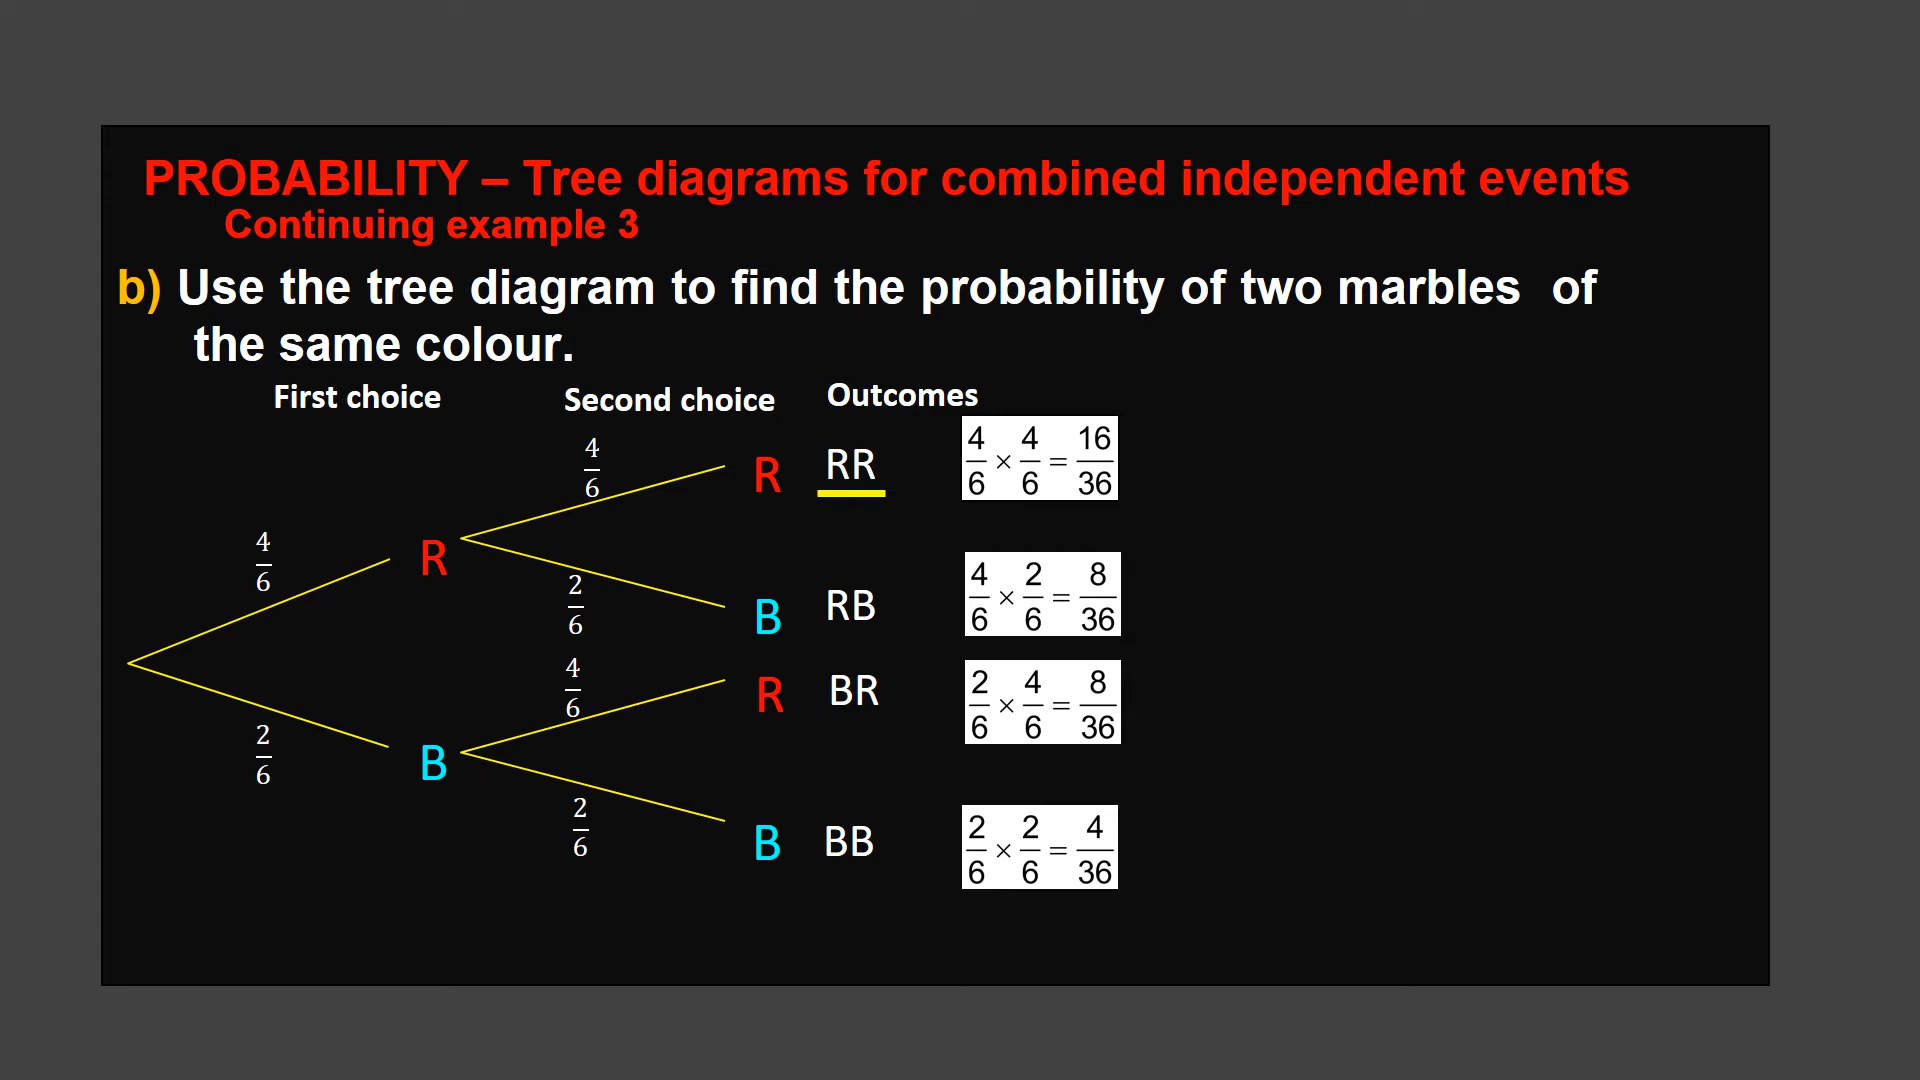 PROBABILITY – Tree diagrams for combined independent events
Continuing example 3
b) Use the tree diagram to find the probability of two marbles of
the same colour.
First choice Second choice Outcomes
4/6 R RR 4/6 × 4/6 = 16/36
4/6 R
2/6 B RB 4/6 × 2/6 = 8/36
4/6 R BR 2/6 × 4/6 = 8/36
2/6 B
2/6 B BB 2/6 × 2/6 = 4/36